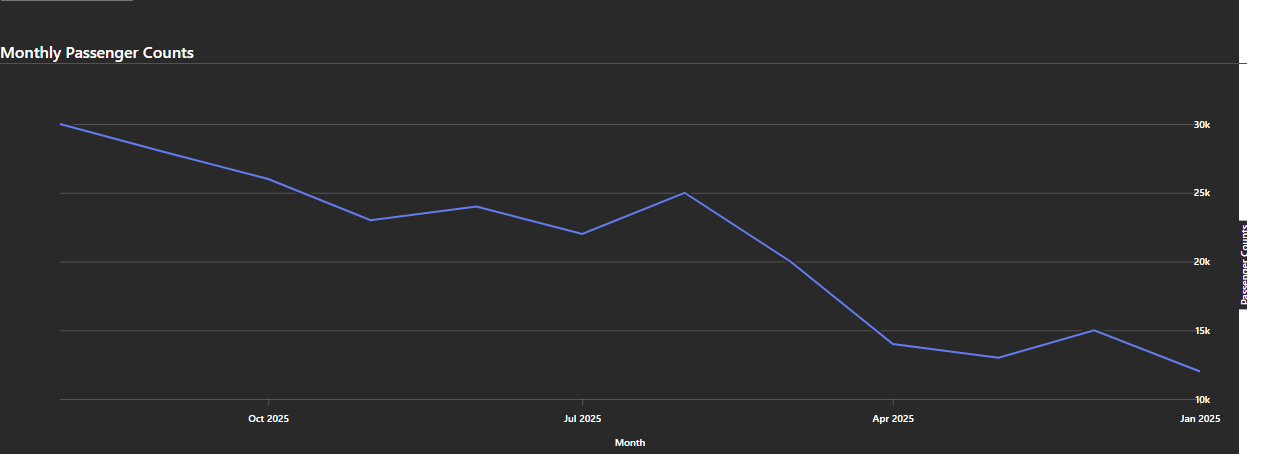 Monthly Passenger Counts
30k
25k
20k
15k
10k
Passenger Counts
Oct 2025
Jul 2025
Apr 2025
Jan 2025
Month